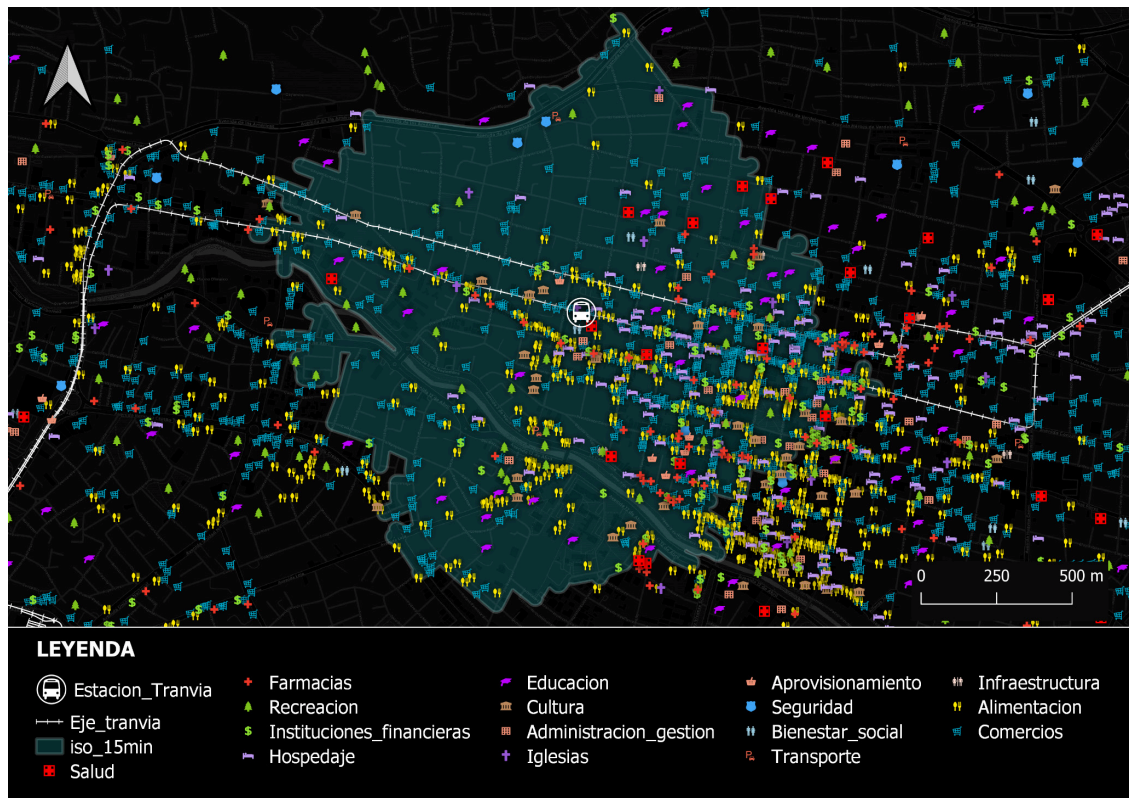 0 250 500 m
LEYENDA
Estacion_Tranvia
Eje_tranvia
iso_15min
Salud
Farmacias
Recreacion
Instituciones_financieras
Hospedaje
Educacion
Cultura
Administracion_gestion
Iglesias
Aprovisionamiento
Seguridad
Bienestar_social
Transporte
Infraestructura
Alimentacion
Comercios